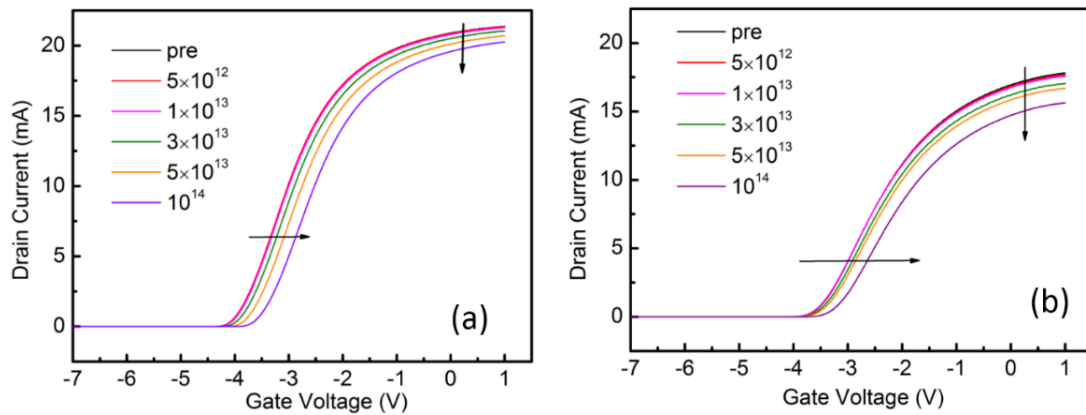 pre
5×10¹²
1×10¹³
3×10¹³
5×10¹³
10¹⁴
20
15
10
5
0
Drain Current (mA)
(a)
-7 -6 -5 -4 -3 -2 -1 0 1
Gate Voltage (V)
pre
5×10¹²
1×10¹³
3×10¹³
5×10¹³
10¹⁴
20
15
10
5
0
Drain Current (mA)
(b)
-7 -6 -5 -4 -3 -2 -1 0 1
Gate Voltage (V)